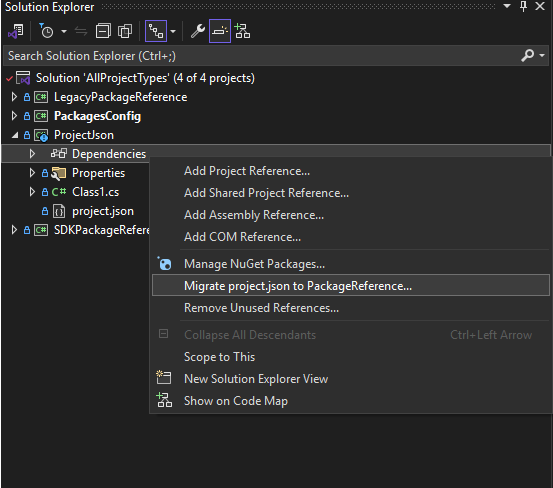 Solution Explorer
Search Solution Explorer (Ctrl+;)
Solution 'AllProjectTypes' (4 of 4 projects)
LegacyPackageReference
PackagesConfig
ProjectJson
Dependencies
Properties
Class1.cs
project.json
SDKPackageRefere
Add Project Reference...
Add Shared Project Reference...
Add Assembly Reference...
Add COM Reference...
Manage NuGet Packages...
Migrate project.json to PackageReference...
Remove Unused References...
Collapse All Descendants Ctrl+Left Arrow
Scope to This
New Solution Explorer View
Show on Code Map